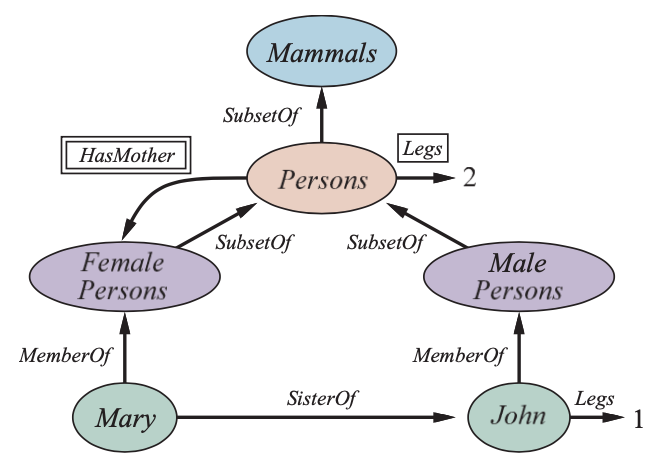 Mammals
SubsetOf
HasMother
Legs
Persons
2
SubsetOf
SubsetOf
Female
Persons
Male
Persons
MemberOf
MemberOf
SisterOf
Legs
Mary
John
1